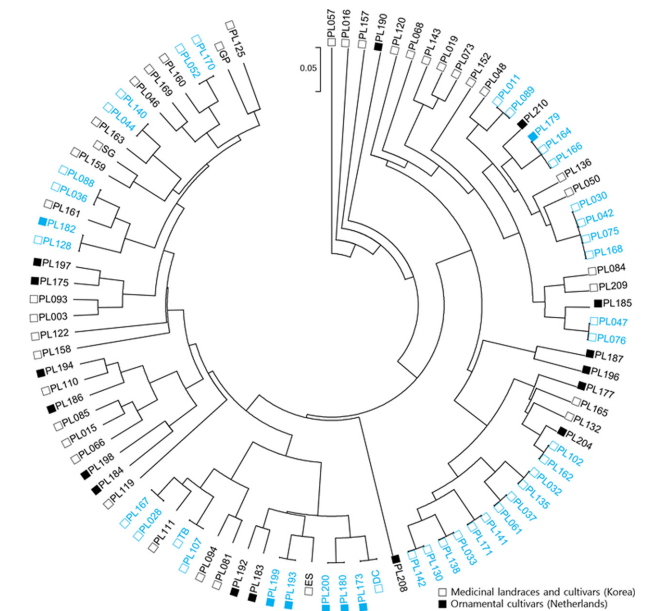 PL057
PL016
PL157
PL190
PL120
PL068
PL143
PL019
PL073
PL152
PL048
PL011
PL089
PL210
PL179
PL164
PL166
PL136
PL050
PL030
PL042
PL075
PL168
PL084
PL209
PL185
PL047
PL076
PL187
PL196
PL177
PL165
PL132
PL204
PL102
PL162
PL032
PL135
PL037
PL061
PL141
PL171
PL033
PL138
PL130
PL142
PL208
DC
PL173
PL180
PL200
ES
PL193
PL199
PL183
PL192
PL081
PL094
PL107
TB
PL111
PL028
PL167
PL119
PL184
PL198
PL066
PL015
PL085
PL186
PL110
PL194
PL158
PL122
PL003
PL093
PL175
PL197
PL128
PL182
PL161
PL036
PL088
PL159
SG
PL163
PL044
PL140
PL046
PL169
PL160
PL052
PL170
GP
PL125
0.05
Medicinal landraces and cultivars (Korea)
Ornamental cultivars (Netherlands)